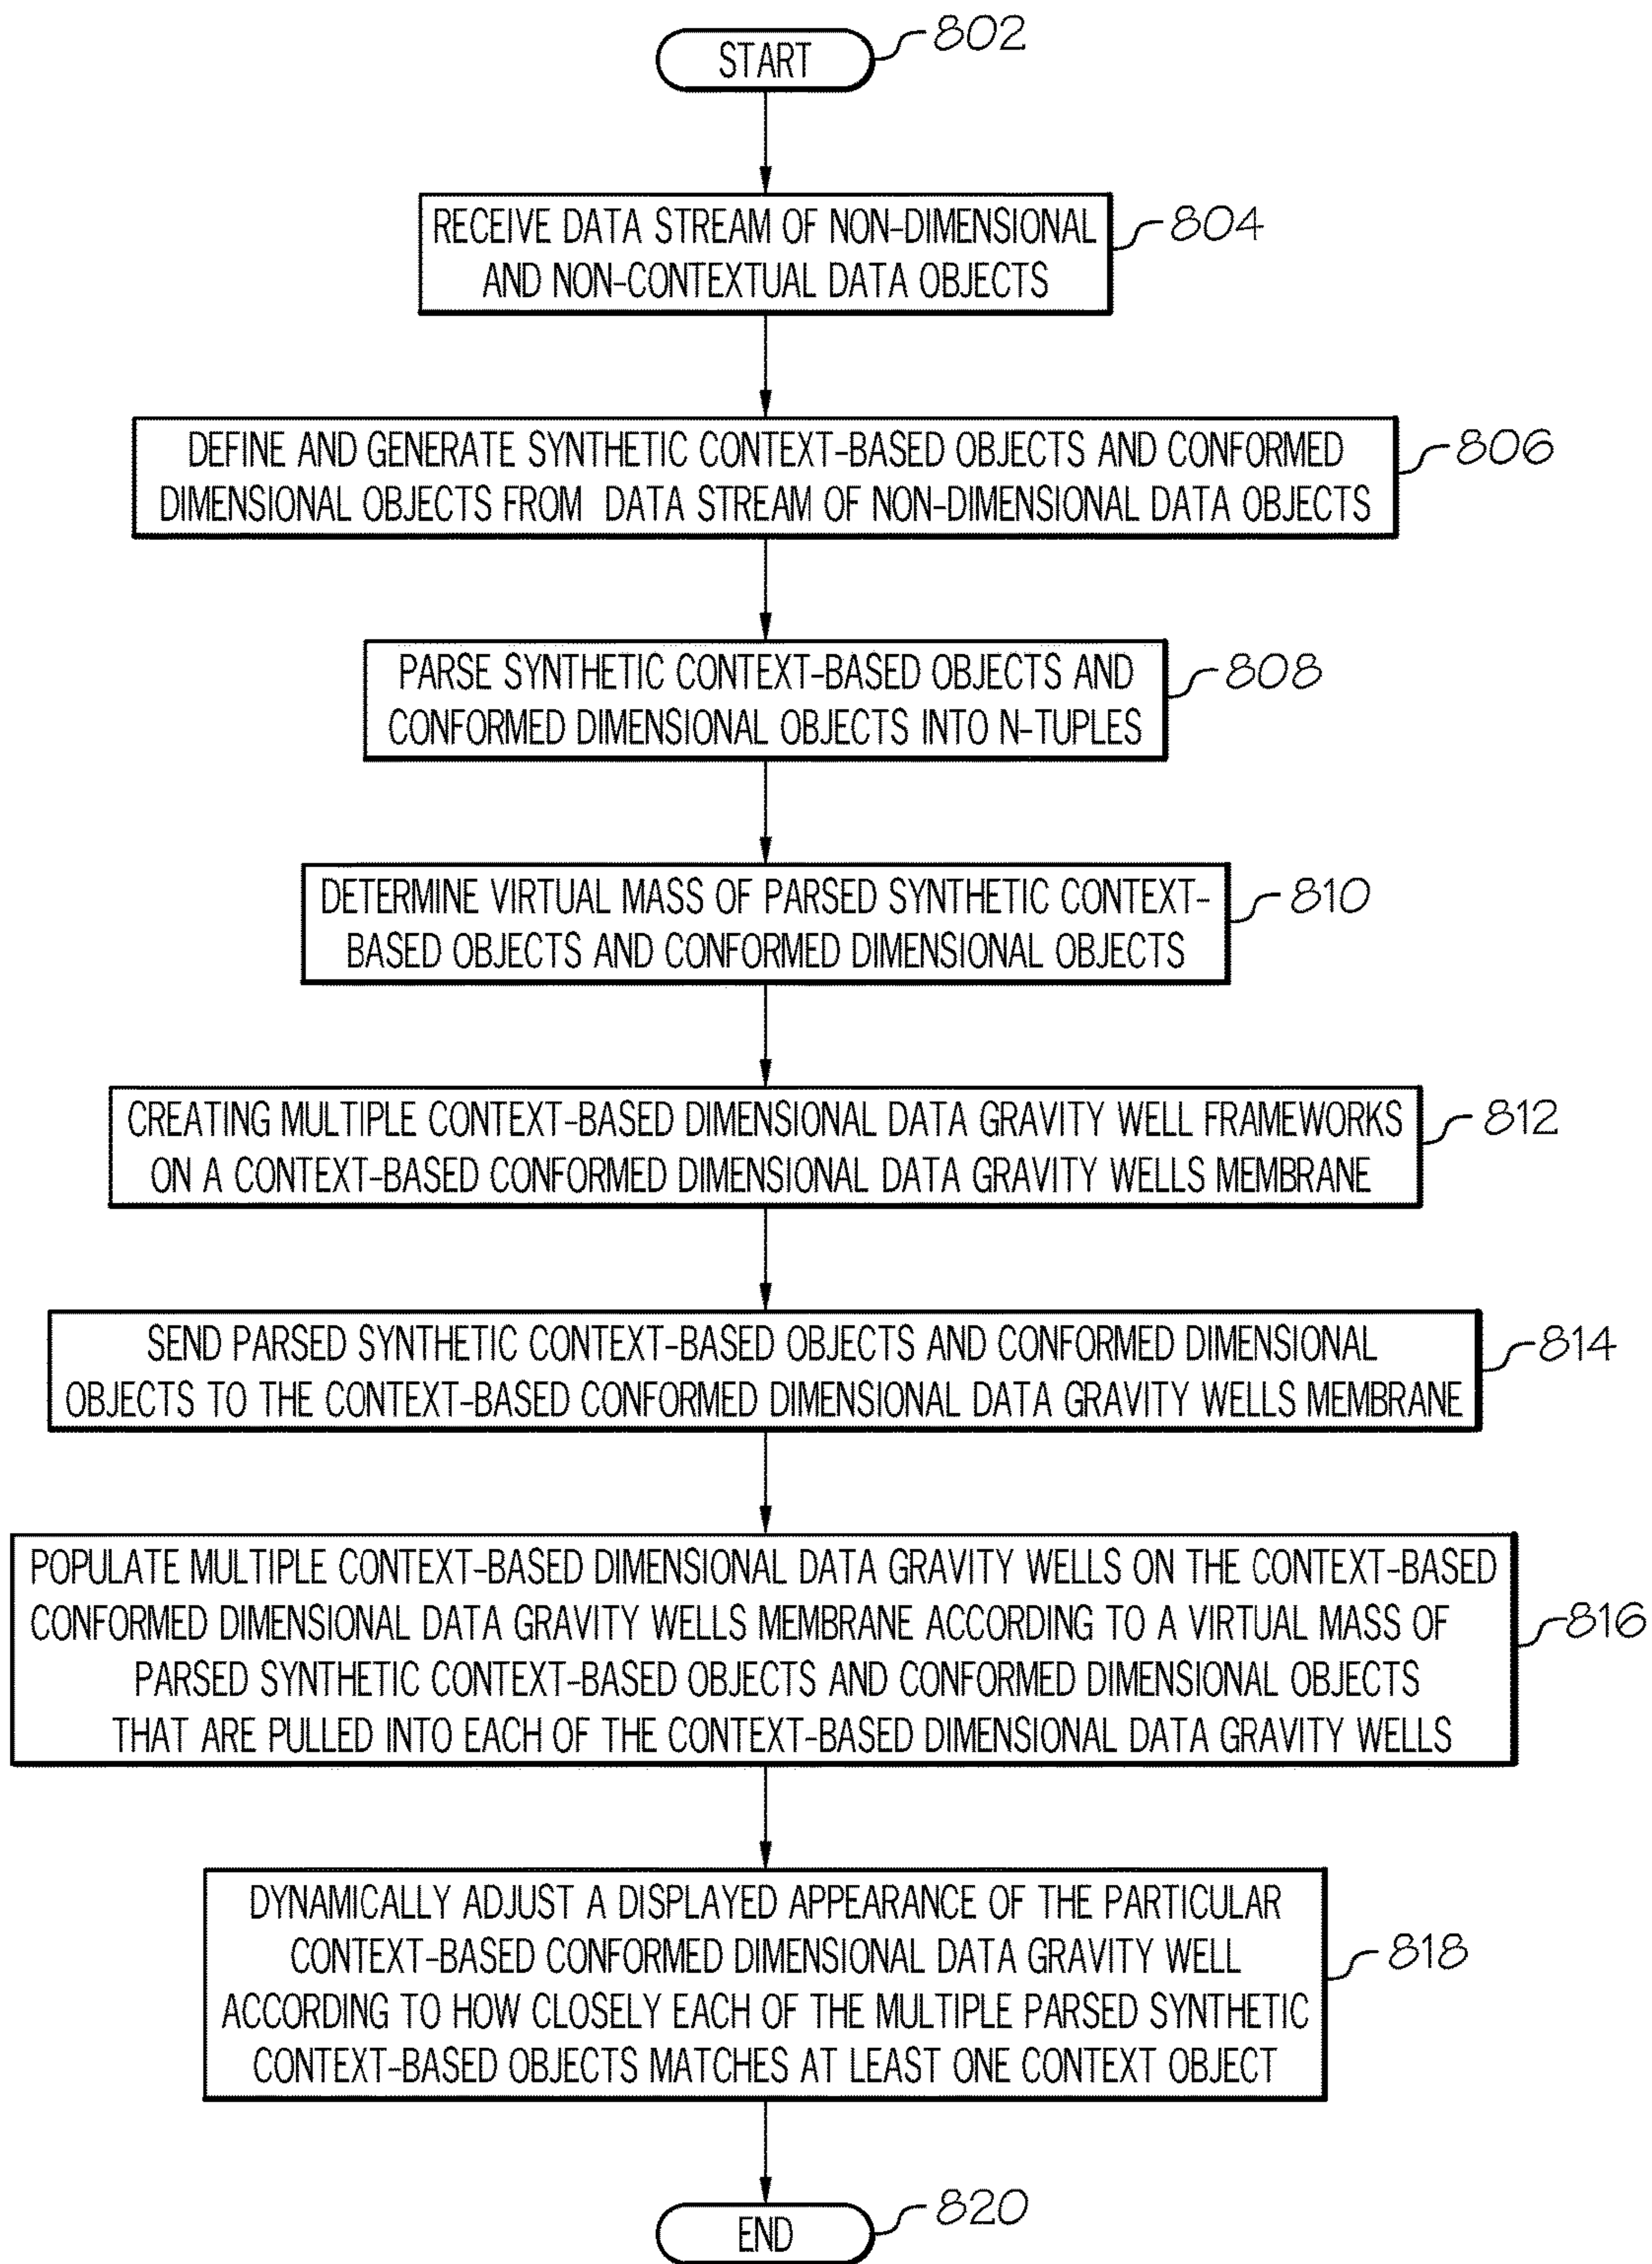 START
802
RECEIVE DATA STREAM OF NON-DIMENSIONAL
AND NON-CONTEXTUAL DATA OBJECTS
804
DEFINE AND GENERATE SYNTHETIC CONTEXT-BASED OBJECTS AND CONFORMED
DIMENSIONAL OBJECTS FROM DATA STREAM OF NON-DIMENSIONAL DATA OBJECTS
806
PARSE SYNTHETIC CONTEXT-BASED OBJECTS AND
CONFORMED DIMENSIONAL OBJECTS INTO N-TUPLES
808
DETERMINE VIRTUAL MASS OF PARSED SYNTHETIC CONTEXT-
BASED OBJECTS AND CONFORMED DIMENSIONAL OBJECTS
810
CREATING MULTIPLE CONTEXT-BASED DIMENSIONAL DATA GRAVITY WELL FRAMEWORKS
ON A CONTEXT-BASED CONFORMED DIMENSIONAL DATA GRAVITY WELLS MEMBRANE
812
SEND PARSED SYNTHETIC CONTEXT-BASED OBJECTS AND CONFORMED DIMENSIONAL
OBJECTS TO THE CONTEXT-BASED CONFORMED DIMENSIONAL DATA GRAVITY WELLS MEMBRANE
814
POPULATE MULTIPLE CONTEXT-BASED DIMENSIONAL DATA GRAVITY WELLS ON THE CONTEXT-BASED
CONFORMED DIMENSIONAL DATA GRAVITY WELLS MEMBRANE ACCORDING TO A VIRTUAL MASS OF
PARSED SYNTHETIC CONTEXT-BASED OBJECTS AND CONFORMED DIMENSIONAL OBJECTS
THAT ARE PULLED INTO EACH OF THE CONTEXT-BASED DIMENSIONAL DATA GRAVITY WELLS
816
DYNAMICALLY ADJUST A DISPLAYED APPEARANCE OF THE PARTICULAR
CONTEXT-BASED CONFORMED DIMENSIONAL DATA GRAVITY WELL
ACCORDING TO HOW CLOSELY EACH OF THE MULTIPLE PARSED SYNTHETIC
CONTEXT-BASED OBJECTS MATCHES AT LEAST ONE CONTEXT OBJECT
818
END
820